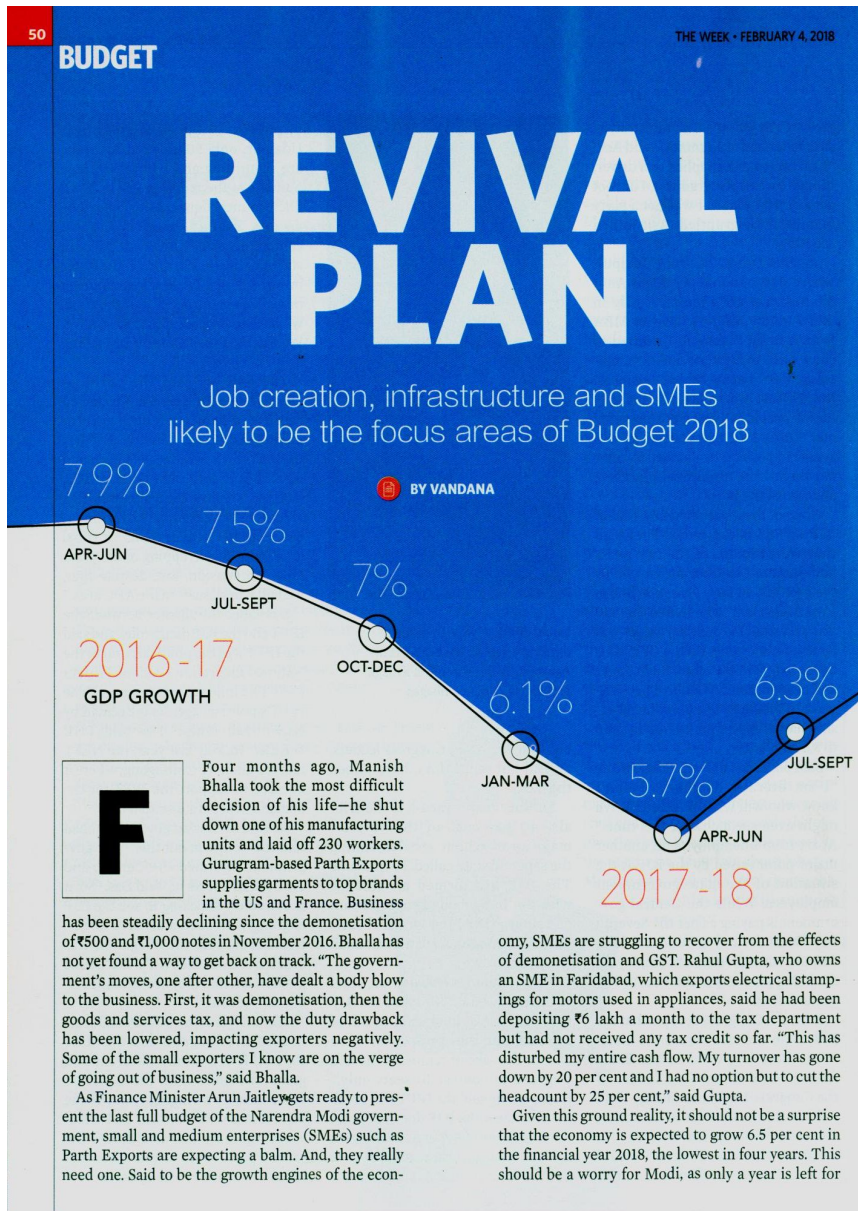 50
BUDGET
THE WEEK • FEBRUARY 4, 2018
REVIVAL
PLAN
Job creation, infrastructure and SMEs
likely to be the focus areas of Budget 2018
BY VANDANA
7.9%
APR-JUN
7.5%
JUL-SEPT
7%
OCT-DEC
2016-17
GDP GROWTH
6.1%
JAN-MAR
5.7%
APR-JUN
6.3%
JUL-SEPT
2017-18
F
Four months ago, Manish
Bhalla took the most difficult
decision of his life—he shut
down one of his manufacturing
units and laid off 230 workers.
Gurugram-based Parth Exports
supplies garments to top brands
in the US and France. Business
has been steadily declining since the demonetisation
of ₹500 and ₹1,000 notes in November 2016. Bhalla has
not yet found a way to get back on track. “The govern-
ment’s moves, one after other, have dealt a body blow
to the business. First, it was demonetisation, then the
goods and services tax, and now the duty drawback
has been lowered, impacting exporters negatively.
Some of the small exporters I know are on the verge
of going out of business,” said Bhalla.
As Finance Minister Arun Jaitley gets ready to pres-
ent the last full budget of the Narendra Modi govern-
ment, small and medium enterprises (SMEs) such as
Parth Exports are expecting a balm. And, they really
need one. Said to be the growth engines of the econ-
omy, SMEs are struggling to recover from the effects
of demonetisation and GST. Rahul Gupta, who owns
an SME in Faridabad, which exports electrical stamp-
ings for motors used in appliances, said he had been
depositing ₹6 lakh a month to the tax department
but had not received any tax credit so far. “This has
disturbed my entire cash flow. My turnover has gone
down by 20 per cent and I had no option but to cut the
headcount by 25 per cent,” said Gupta.
Given this ground reality, it should not be a surprise
that the economy is expected to grow 6.5 per cent in
the financial year 2018, the lowest in four years. This
should be a worry for Modi, as only a year is left for